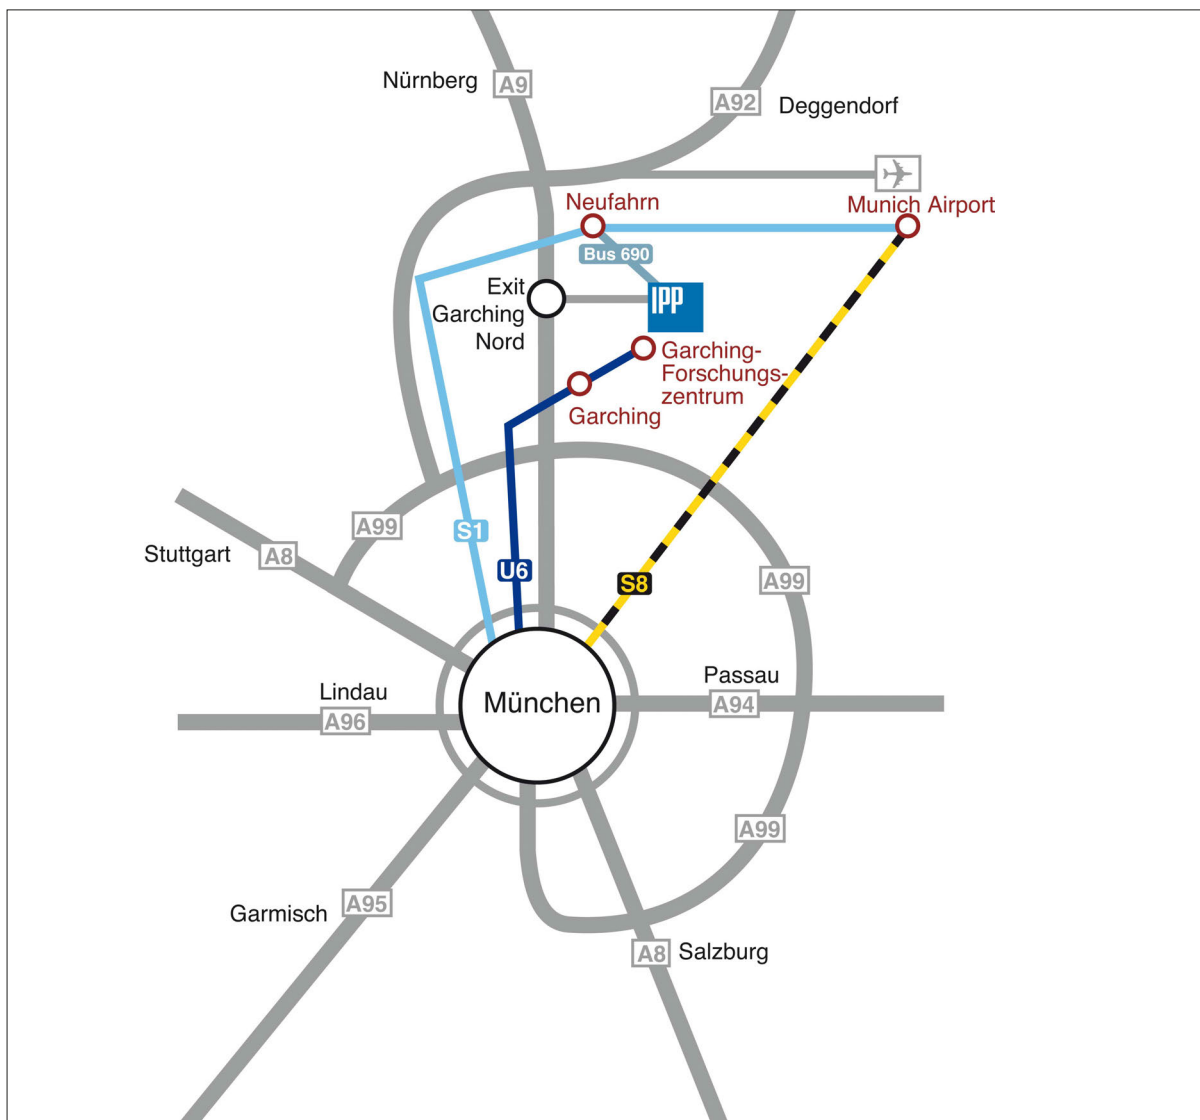 Nürnberg
A9
A92
Deggendorf
Neufahrn
Munich Airport
Bus 690
Exit
Garching
Nord
IPP
Garching-
Forschungs-
zentrum
Garching
A99
S1
Stuttgart
A8
U6
S8
A99
Passau
Lindau
München
A94
A96
A99
Garmisch
A95
A8
Salzburg